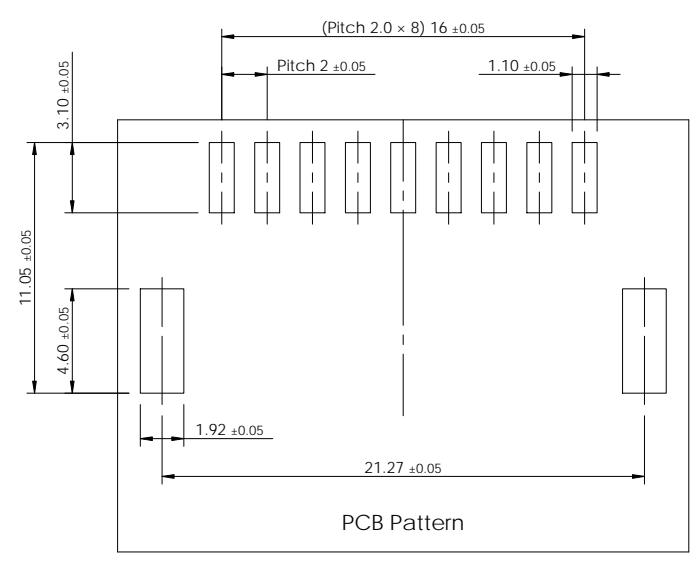 (Pitch 2.0 × 8) 16 ±0.05
Pitch 2 ±0.05
1.10 ±0.05
3.10 ±0.05
11.05 ±0.05
4.60 ±0.05
1.92 ±0.05
21.27 ±0.05
PCB Pattern